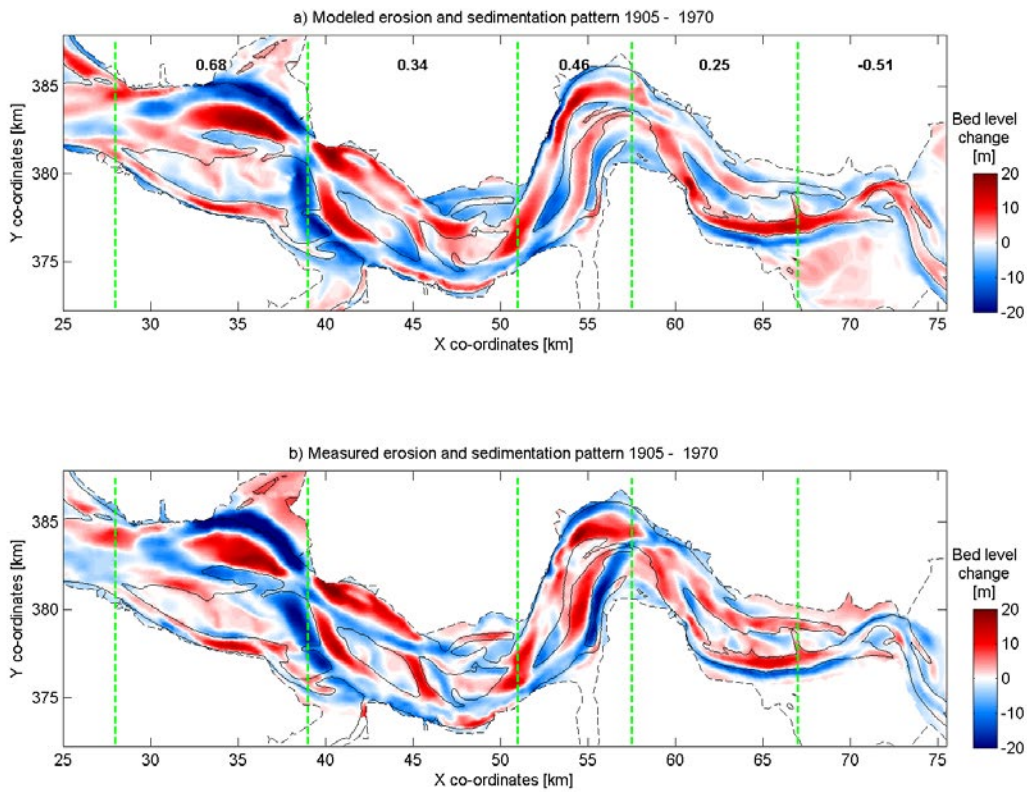 a) Modeled erosion and sedimentation pattern 1905 - 1970
0.68 0.34 0.46 0.25 -0.51
385
380
375
Y co-ordinates [km]
25 30 35 40 45 50 55 60 65 70 75
X co-ordinates [km]
Bed level
change
[m]
20
10
0
-10
-20
b) Measured erosion and sedimentation pattern 1905 - 1970
385
380
375
Y co-ordinates [km]
25 30 35 40 45 50 55 60 65 70 75
X co-ordinates [km]
Bed level
change
[m]
20
10
0
-10
-20